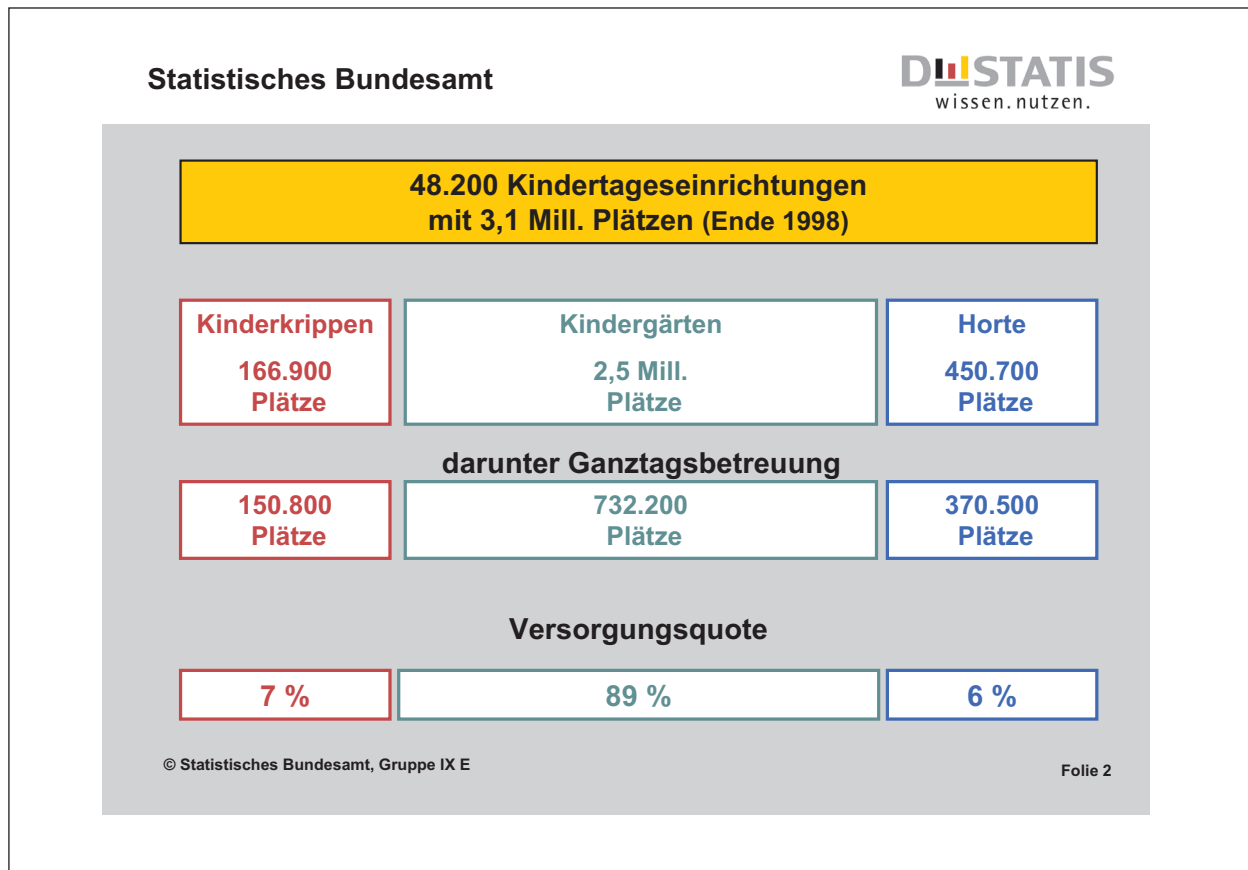 Statistisches Bundesamt
DESTATIS
wissen.nutzen.
48.200 Kindertageseinrichtungen
mit 3,1 Mill. Plätzen (Ende 1998)
Kinderkrippen
166.900
Plätze
Kindergärten
2,5 Mill.
Plätze
Horte
450.700
Plätze
darunter Ganztagsbetreuung
150.800
Plätze
732.200
Plätze
370.500
Plätze
Versorgungsquote
7 %
89 %
6 %
© Statistisches Bundesamt, Gruppe IX E
Folie 2